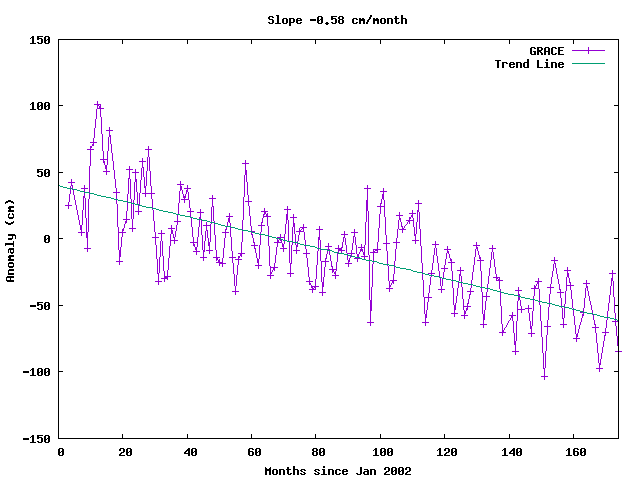 Slope -0.58 cm/month
150
100
50
0
-50
-100
-150
Anomaly (cm)
GRACE
Trend Line
0 20 40 60 80 100 120 140 160
Months since Jan 2002